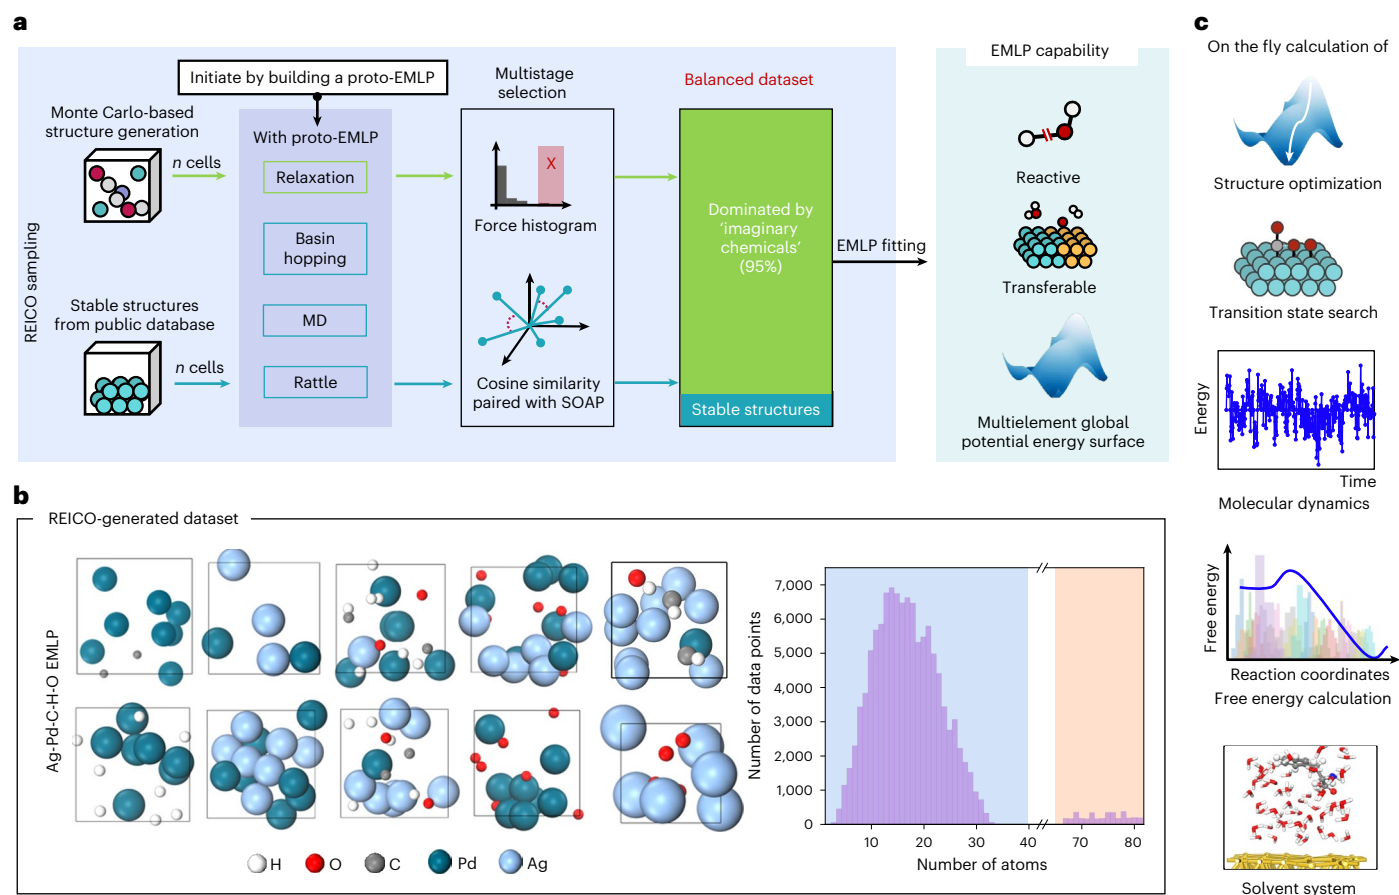 a
Initiate by building a proto-EMLP
Monte Carlo-based
structure generation
n cells
With proto-EMLP
Relaxation
Basin
hopping
MD
Rattle
REICO sampling
Stable structures
from public database
n cells
Multistage
selection
X
Force histogram
Cosine similarity
paired with SOAP
Balanced dataset
Dominated by
‘imaginary
chemicals’
(95%)
Stable structures
EMLP fitting
EMLP capability
Reactive
Transferable
Multielement global
potential energy surface
b
REICO-generated dataset
Ag-Pd-C-H-O EMLP
H
O
C
Pd
Ag
Number of data points
7,000
6,000
5,000
4,000
3,000
2,000
1,000
0
10
20
30
40
70
80
Number of atoms
c
On the fly calculation of
Structure optimization
Transition state search
Energy
Time
Molecular dynamics
Free energy
Reaction coordinates
Free energy calculation
Solvent system